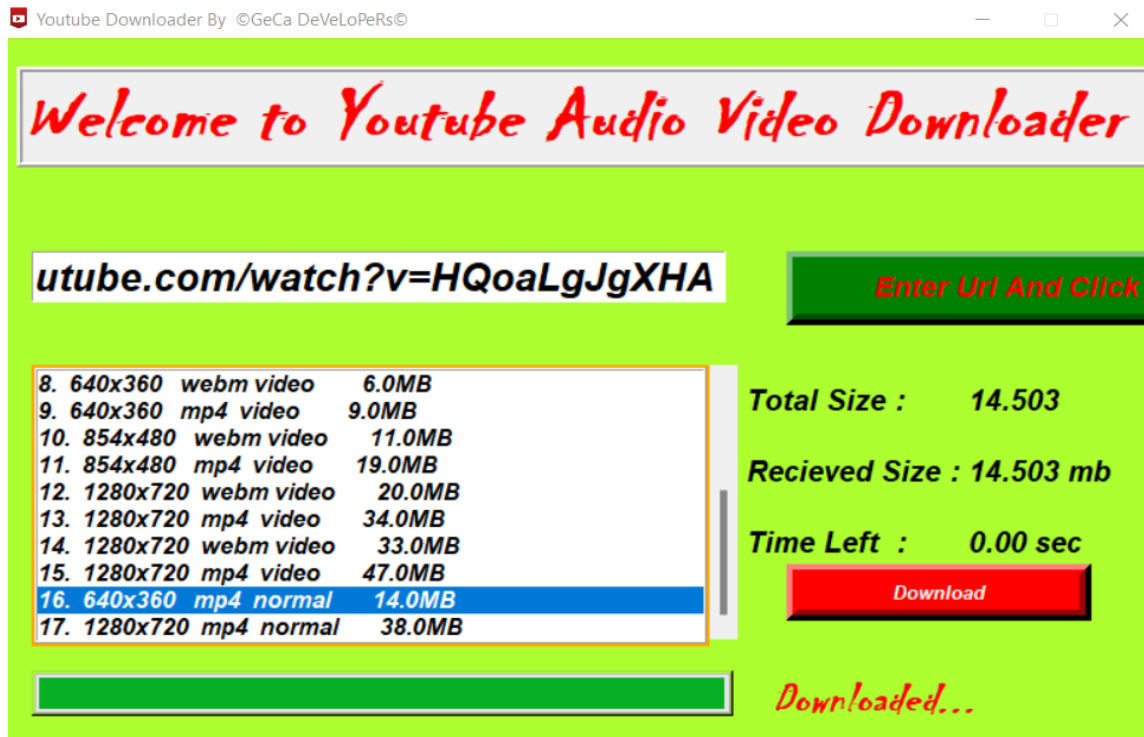 Youtube Downloader By ©GeCa DeVeLoPeRs©
Welcome to Youtube Audio Video Downloader
utube.com/watch?v=HQoaLgJgXHA
Enter Url And Click
8. 640x360 webm video 6.0MB
9. 640x360 mp4 video 9.0MB
10. 854x480 webm video 11.0MB
11. 854x480 mp4 video 19.0MB
12. 1280x720 webm video 20.0MB
13. 1280x720 mp4 video 34.0MB
14. 1280x720 webm video 33.0MB
15. 1280x720 mp4 video 47.0MB
16. 640x360 mp4 normal 14.0MB
17. 1280x720 mp4 normal 38.0MB
Total Size : 14.503
Recieved Size : 14.503 mb
Time Left : 0.00 sec
Download
Downloaded...